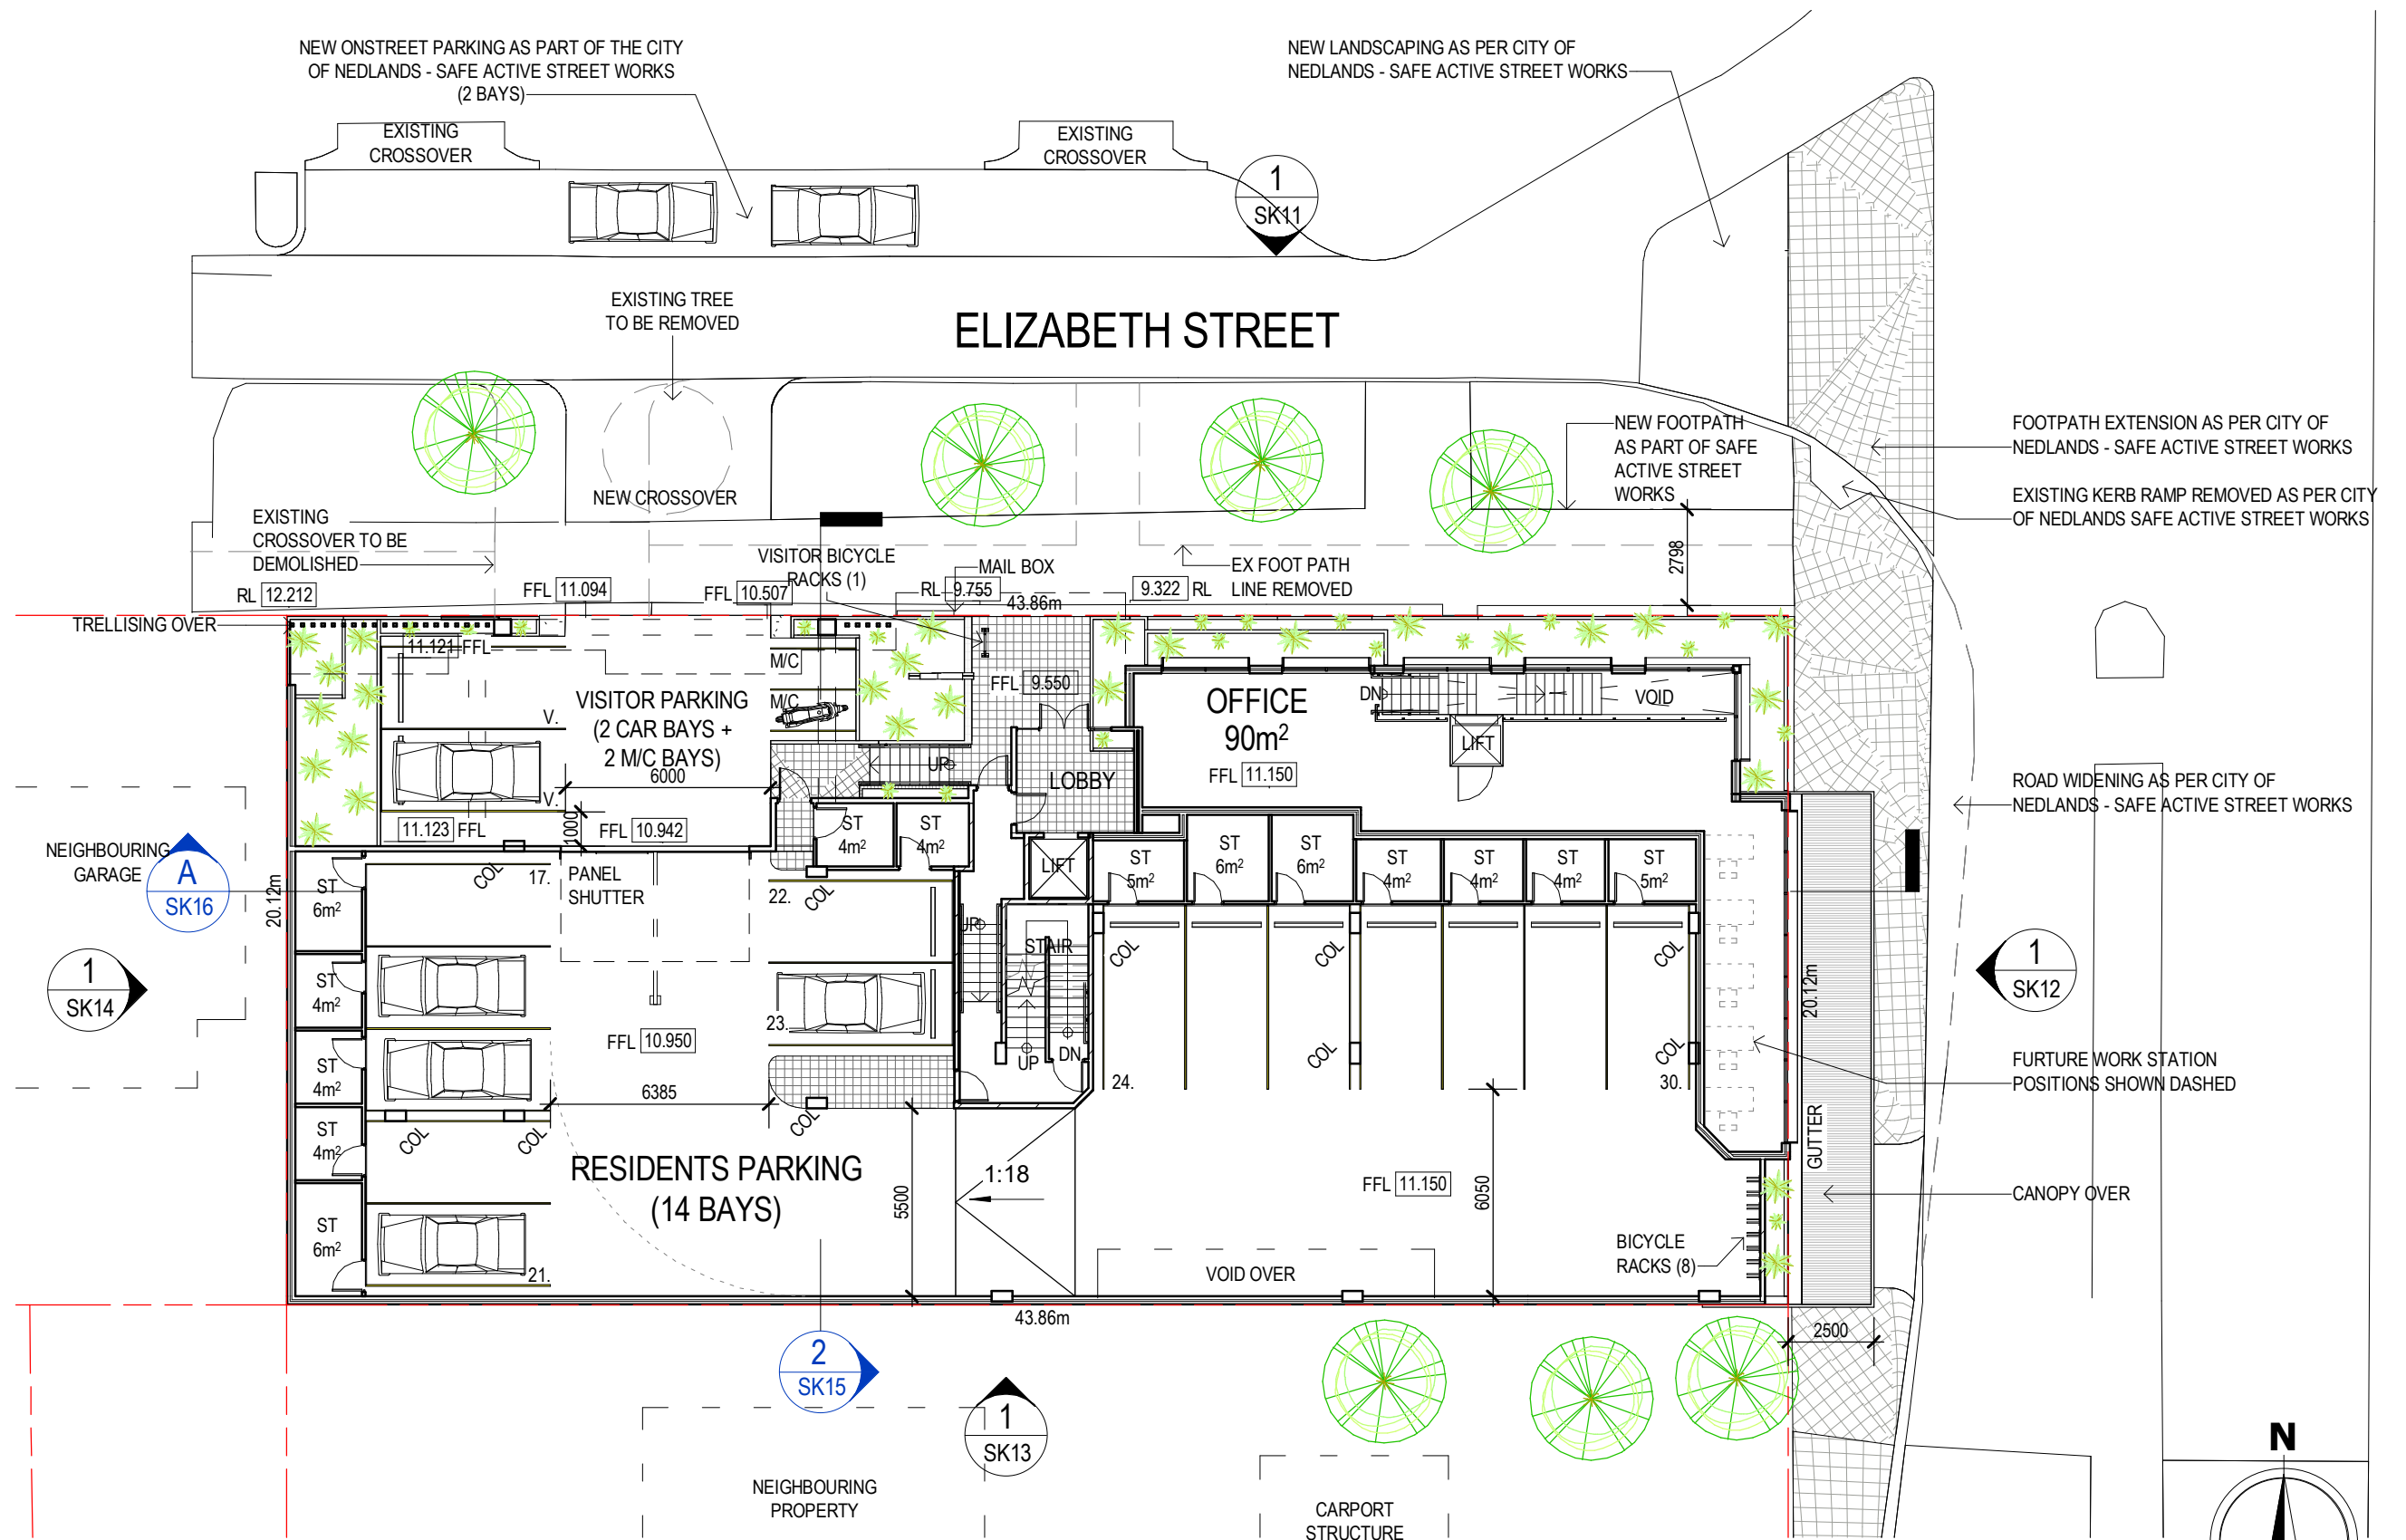 NEW ONSTREET PARKING AS PART OF THE CITY
OF NEDLANDS - SAFE ACTIVE STREET WORKS
(2 BAYS)
NEW LANDSCAPING AS PER CITY OF
NEDLANDS - SAFE ACTIVE STREET WORKS
EXISTING
CROSSOVER
EXISTING
CROSSOVER
1
SK11
EXISTING TREE
TO BE REMOVED
ELIZABETH STREET
NEW CROSSOVER
NEW FOOTPATH
AS PART OF SAFE
ACTIVE STREET
WORKS
FOOTPATH EXTENSION AS PER CITY OF
NEDLANDS - SAFE ACTIVE STREET WORKS
EXISTING KERB RAMP REMOVED AS PER CITY
OF NEDLANDS SAFE ACTIVE STREET WORKS
EXISTING
CROSSOVER TO BE
DEMOLISHED
VISITOR BICYCLE
RACKS (1)
MAIL BOX
EX FOOT PATH
LINE REMOVED
2798
RL 12.212
FFL 11.094
FFL 10.507
RL 9.755
9.322 RL
43.86m
TRELLISING OVER
11.121 FFL
M/C
M/C
VISITOR PARKING
(2 CAR BAYS +
2 M/C BAYS)
6000
V.
V.
FFL 9.550
OFFICE
90m²
FFL 11.150
DN
VOID
LIFT
UP
LOBBY
11.123 FFL
1000
FFL 10.942
ST
4m²
ST
4m²
ROAD WIDENING AS PER CITY OF
NEDLANDS - SAFE ACTIVE STREET WORKS
NEIGHBOURING
GARAGE
A
SK16
20.12m
ST
6m²
COL
17.
PANEL
SHUTTER
22.
COL
LIFT
ST
5m²
ST
6m²
ST
6m²
ST
4m²
ST
4m²
ST
4m²
ST
5m²
1
SK14
ST
4m²
UP
STAIR
COL
COL
COL
20.12m
1
SK12
ST
4m²
FFL 10.950
23.
UP
DN
24.
COL
COL
30.
FURTURE WORK STATION
POSITIONS SHOWN DASHED
6385
ST
4m²
COL
COL
COL
RESIDENTS PARKING
(14 BAYS)
5500
1:18
FFL 11.150
6050
GUTTER
CANOPY OVER
ST
6m²
21.
VOID OVER
BICYCLE
RACKS (8)
43.86m
2500
2
SK15
1
SK13
NEIGHBOURING
PROPERTY
CARPORT
STRUCTURE
N